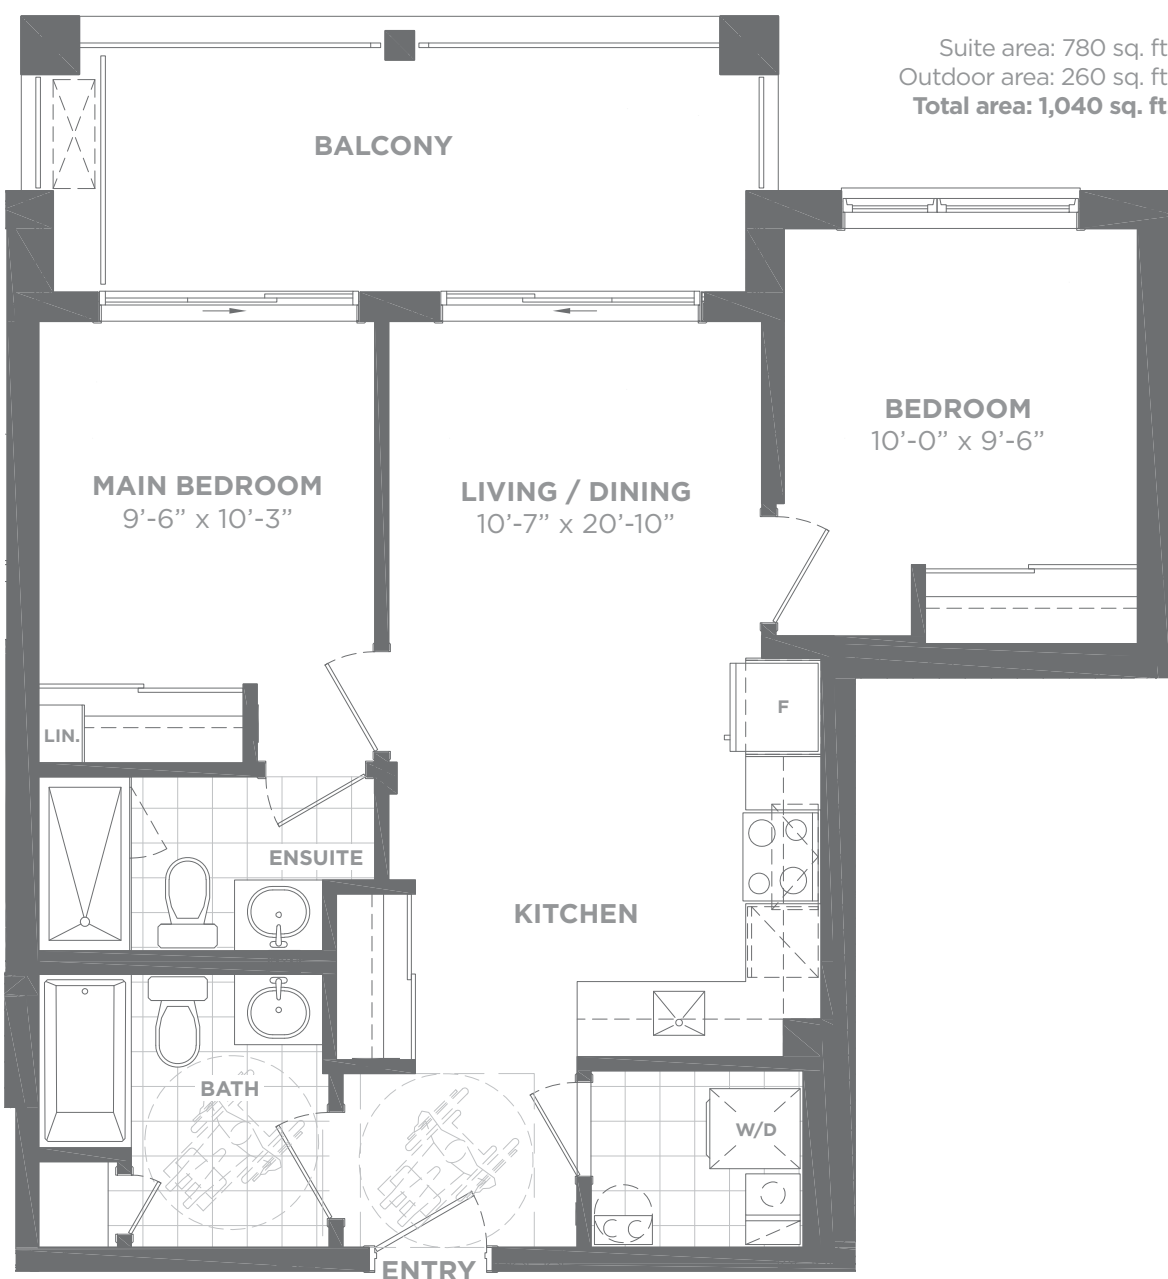 Suite area: 780 sq. ft
Outdoor area: 260 sq. ft
Total area: 1,040 sq. ft
BALCONY
BEDROOM
10’-0” x 9’-6”
MAIN BEDROOM
9’-6” x 10’-3”
LIVING / DINING
10’-7” x 20’-10”
F
LIN.
ENSUITE
KITCHEN
BATH
W/D
CC
ENTRY